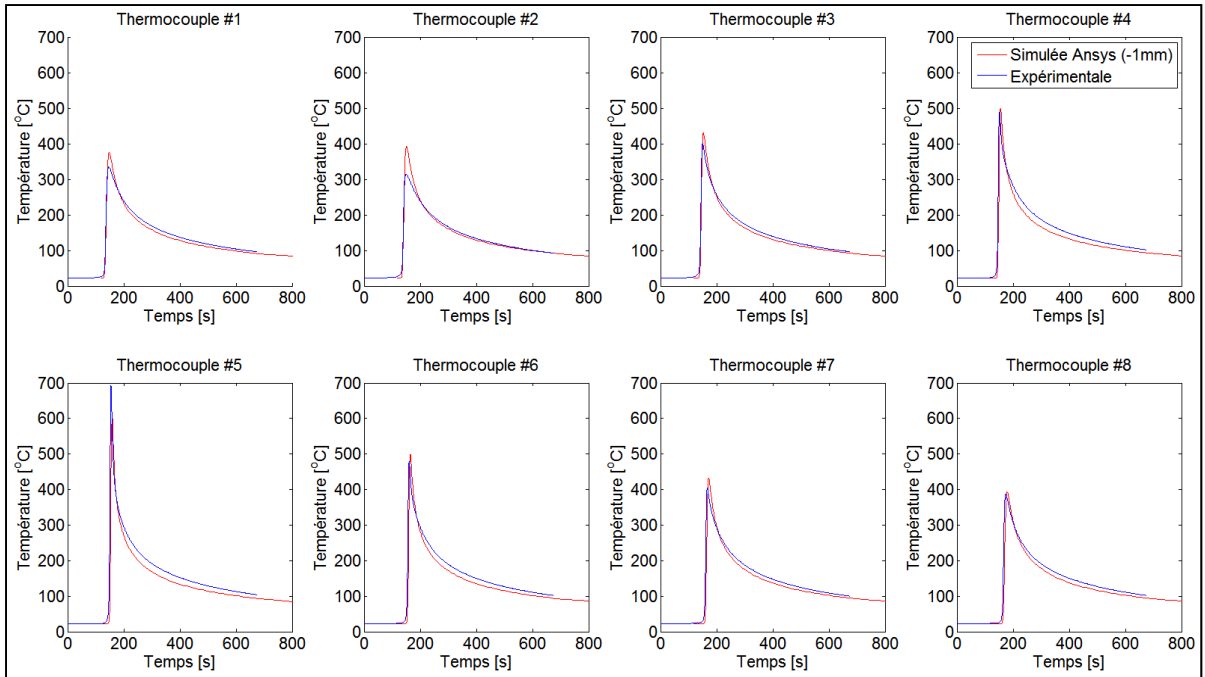 Thermocouple #1
Thermocouple #2
Thermocouple #3
Thermocouple #4
700
600
500
400
300
200
100
0
Température [°C]
0 200 400 600 800
Temps [s]
700
600
500
400
300
200
100
0
Température [°C]
0 200 400 600 800
Temps [s]
700
600
500
400
300
200
100
0
Température [°C]
0 200 400 600 800
Temps [s]
700
600
500
400
300
200
100
0
Température [°C]
0 200 400 600 800
Temps [s]
Simulée Ansys (-1mm)
Expérimentale
Thermocouple #5
Thermocouple #6
Thermocouple #7
Thermocouple #8
700
600
500
400
300
200
100
0
Température [°C]
0 200 400 600 800
Temps [s]
700
600
500
400
300
200
100
0
Température [°C]
0 200 400 600 800
Temps [s]
700
600
500
400
300
200
100
0
Température [°C]
0 200 400 600 800
Temps [s]
700
600
500
400
300
200
100
0
Température [°C]
0 200 400 600 800
Temps [s]